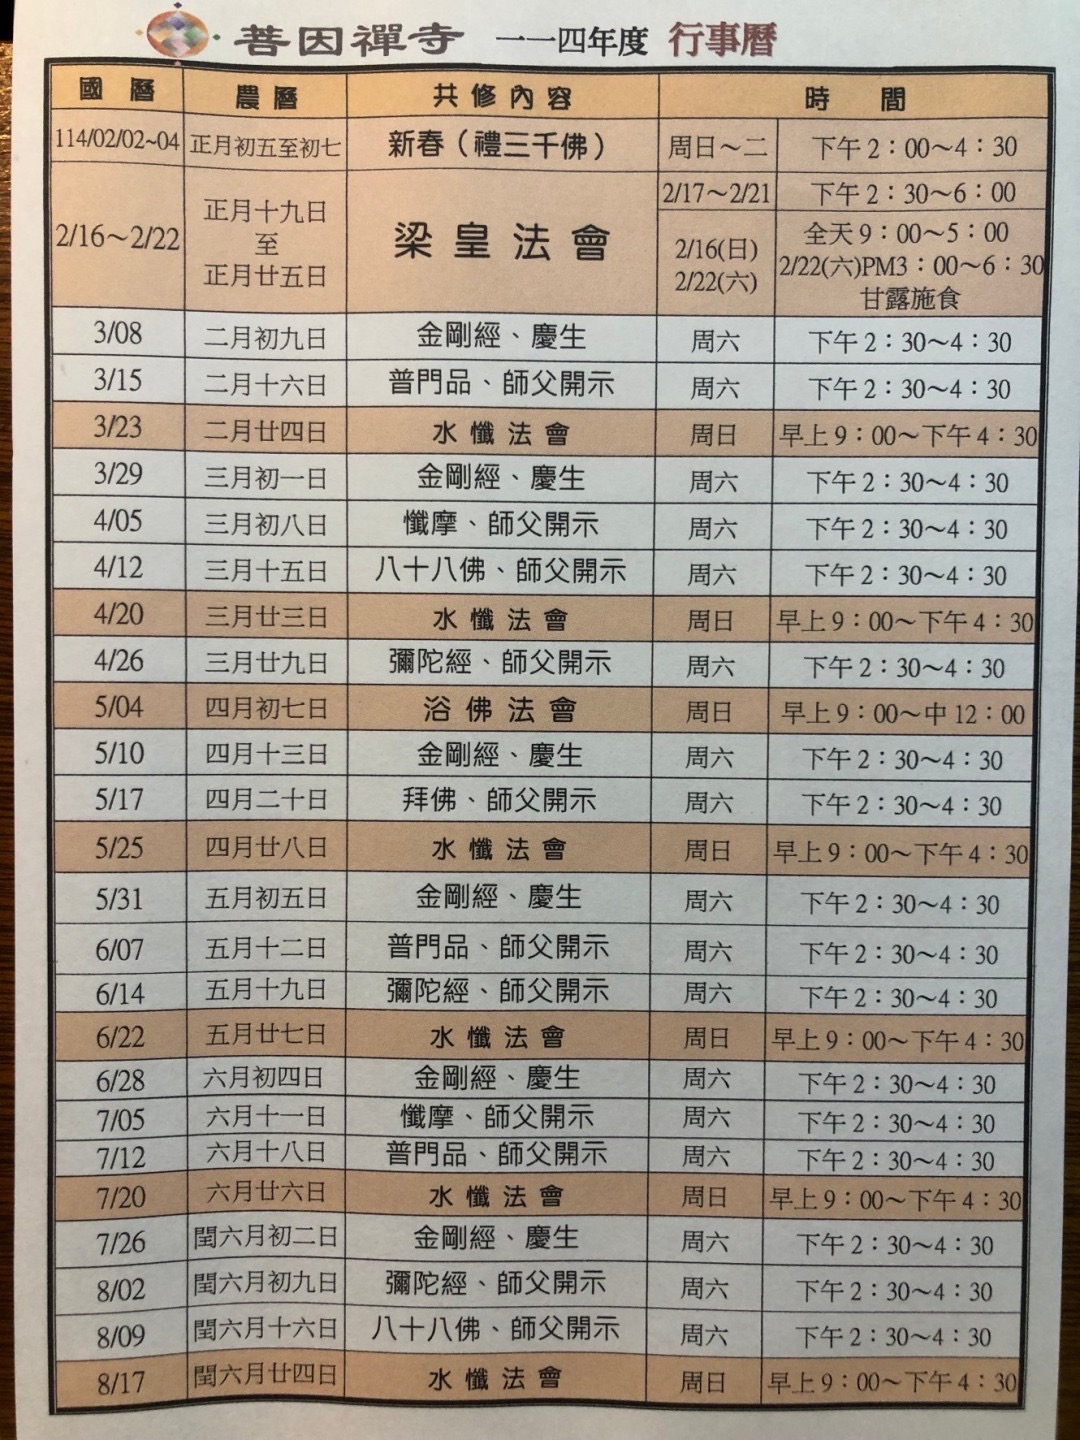 菩因禪寺 一一四年度 行事曆
國曆 農曆 共修內容 時間
114/02/02~04 正月初五至初七 新春（禮三千佛） 周日～二 下午2：00～4：30
2/16～2/22 正月十九日至正月廿五日 梁皇法會 2/17～2/21 下午2：30～6：00
2/16(日) 2/22(六) 全天9：00～5：00
2/22(六)PM3：00～6：30
甘露施食
3/08 二月初九日 金剛經、慶生 周六 下午2：30～4：30
3/15 二月十六日 普門品、師父開示 周六 下午2：30～4：30
3/23 二月廿四日 水懺法會 周日 早上9：00～下午4：30
3/29 三月初一日 金剛經、慶生 周六 下午2：30～4：30
4/05 三月初八日 懺摩、師父開示 周六 下午2：30～4：30
4/12 三月十五日 八十八佛、師父開示 周六 下午2：30～4：30
4/20 三月廿三日 水懺法會 周日 早上9：00～下午4：30
4/26 三月廿九日 彌陀經、師父開示 周六 下午2：30～4：30
5/04 四月初七日 浴佛法會 周日 早上9：00～中12：00
5/10 四月十三日 金剛經、慶生 周六 下午2：30～4：30
5/17 四月二十日 拜佛、師父開示 周六 下午2：30～4：30
5/25 四月廿八日 水懺法會 周日 早上9：00～下午4：30
5/31 五月初五日 金剛經、慶生 周六 下午2：30～4：30
6/07 五月十二日 普門品、師父開示 周六 下午2：30～4：30
6/14 五月十九日 彌陀經、師父開示 周六 下午2：30～4：30
6/22 五月廿七日 水懺法會 周日 早上9：00～下午4：30
6/28 六月初四日 金剛經、慶生 周六 下午2：30～4：30
7/05 六月十一日 懺摩、師父開示 周六 下午2：30～4：30
7/12 六月十八日 普門品、師父開示 周六 下午2：30～4：30
7/20 六月廿六日 水懺法會 周日 早上9：00～下午4：30
7/26 閏六月初二日 金剛經、慶生 周六 下午2：30～4：30
8/02 閏六月初九日 彌陀經、師父開示 周六 下午2：30～4：30
8/09 閏六月十六日 八十八佛、師父開示 周六 下午2：30～4：30
8/17 閏六月廿四日 水懺法會 周日 早上9：00～下午4：30